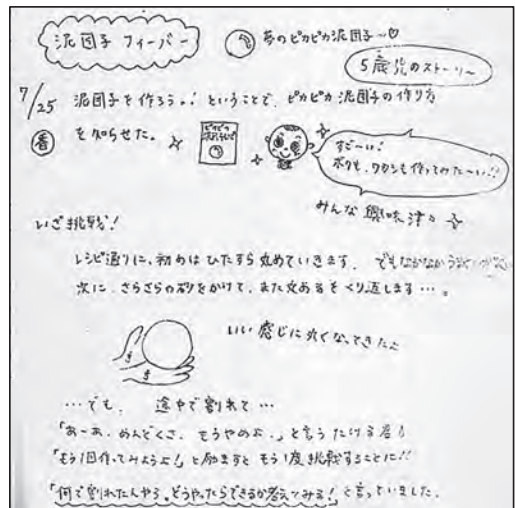 泥団子フィーバー
夢のピカピカ泥団子～♡
5歳児のストーリー
7/25 泥団子を作ろう。！ということで、ピカピカ泥団子の作り方
を知らせた。
ピカピカ
すご～い！
ボクも、ワタシも作ってみた～い！！
みんな興味津々
いざ挑戦！
レシピ通りに、初めはひたすら丸めていきます。でもなかなか
次に、さらさらの砂をかけて、また丸めるをくり返します…。
いい感じに丸くなってきたよ
…でも、途中で割れて…
「あーあ。めんどくさ。もうやめよ。」と言うたける君！
「もう1回作ってみようよ！」と励ますともう1度挑戦することに！！
「何で割れたんやろ。どうやったらできるか考えてみる！」と言っていました。